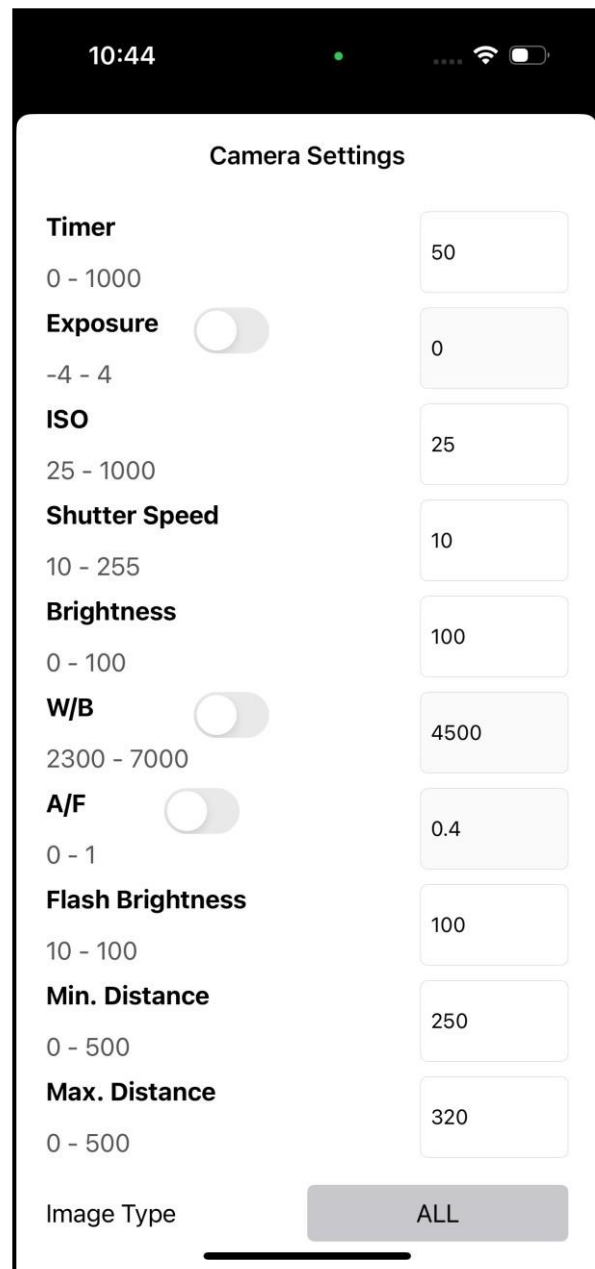 10:44
Camera Settings
Timer
50
0 - 1000
Exposure
0
-4 - 4
ISO
25
25 - 1000
Shutter Speed
10
10 - 255
Brightness
100
0 - 100
W/B
4500
2300 - 7000
A/F
0.4
0 - 1
Flash Brightness
100
10 - 100
Min. Distance
250
0 - 500
Max. Distance
320
0 - 500
Image Type ALL